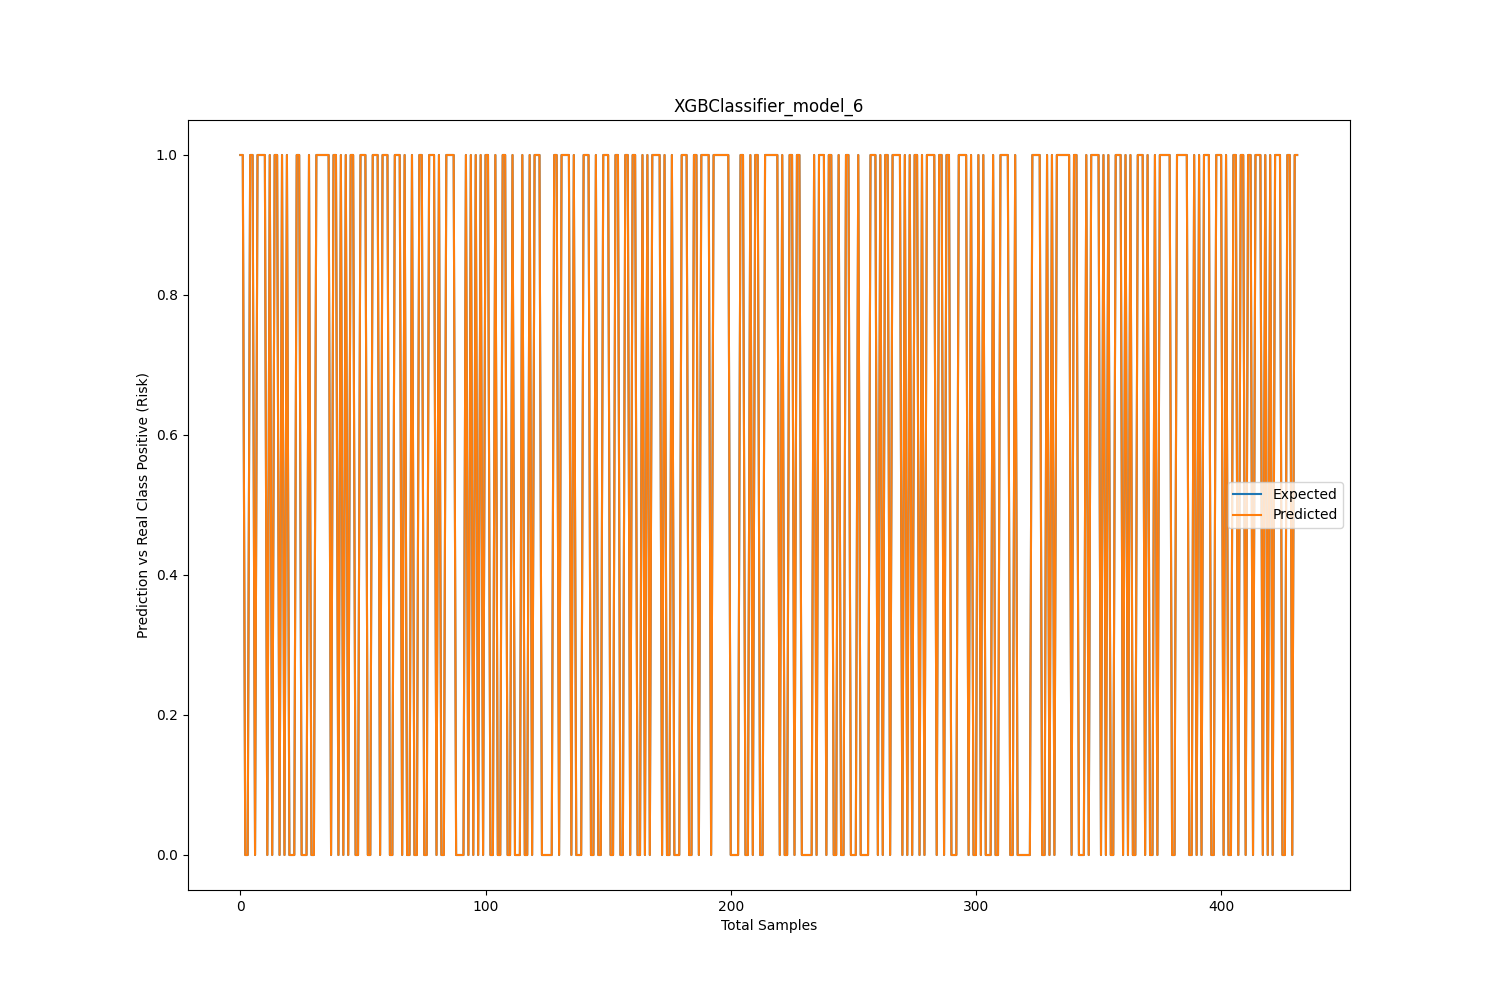 XGBClassifier_model_6
Prediction vs Real Class Positive (Risk)
1.0
0.8
0.6
0.4
0.2
0.0
Expected
Predicted
0 100 200 300 400
Total Samples